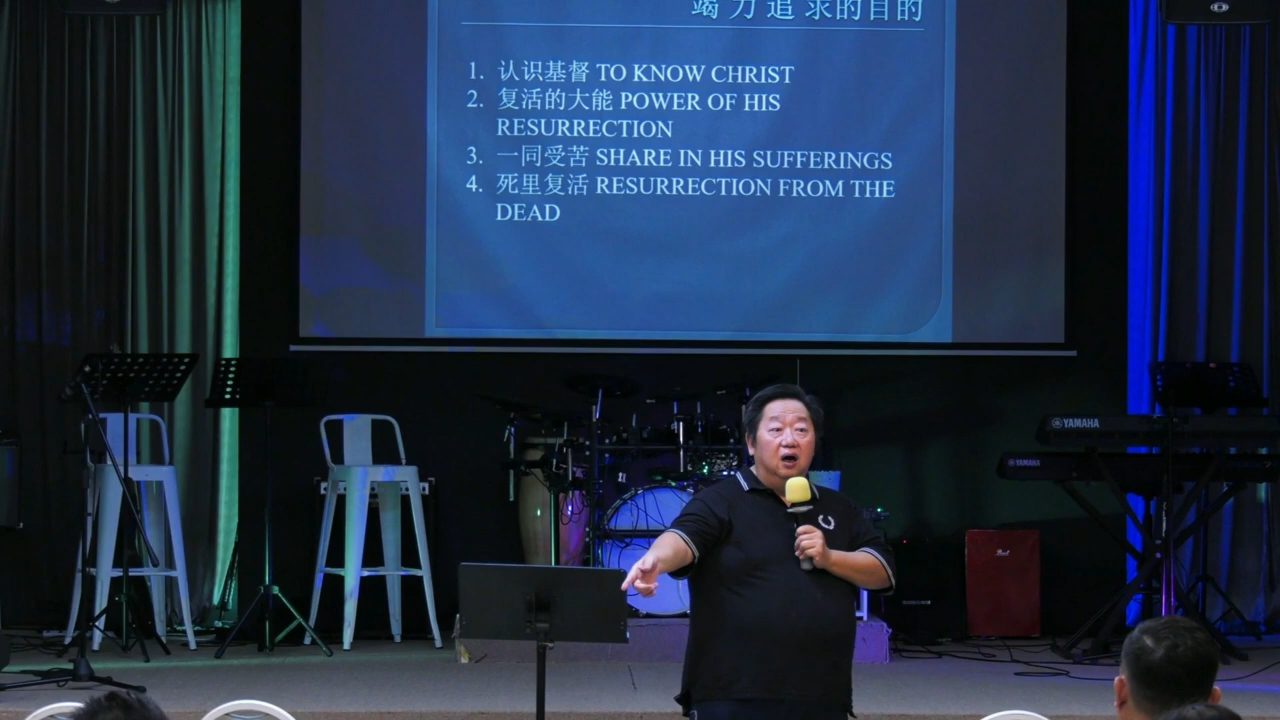 竭力追求的目的
1. 认识基督 TO KNOW CHRIST
2. 复活的大能 POWER OF HIS
RESURRECTION
3. 一同受苦 SHARE IN HIS SUFFERINGS
4. 死里复活 RESURRECTION FROM THE
DEAD
YAMAHA
YAMAHA
Pearl